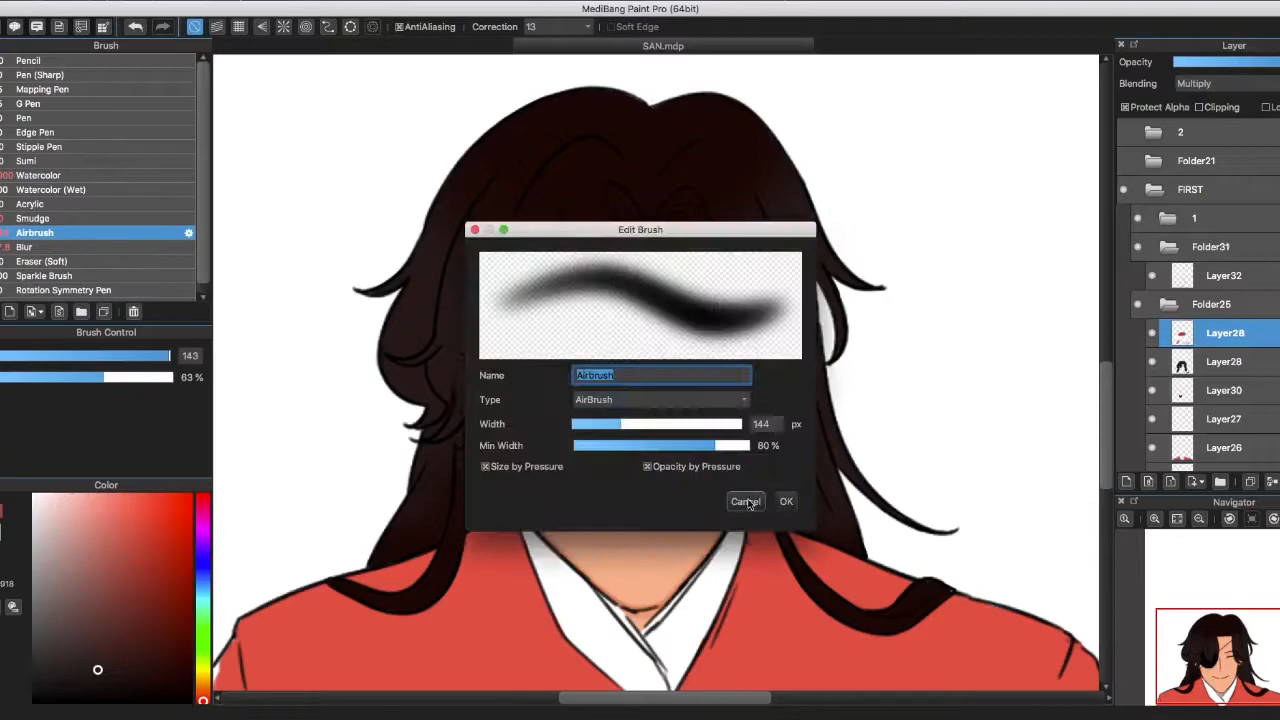 MediBang Paint Pro (64bit)
AntiAliasing Correction 13 Soft Edge
Brush
SAN.mdp
Layer
Pencil
Pen (Sharp)
Mapping Pen
G Pen
Pen
Edge Pen
Stipple Pen
Sumi
Watercolor
Watercolor (Wet)
Acrylic
Smudge
Airbrush
Blur
Eraser (Soft)
Sparkle Brush
Rotation Symmetry Pen
Brush Control
143
63 %
Color
918
Edit Brush
Name Airbrush
Type AirBrush
Width 144 px
Min Width 80 %
Size by Pressure Opacity by Pressure
Cancel OK
Opacity
Blending Multiply
Protect Alpha Clipping Lo
2
Folder21
FIRST
1
Folder31
Layer32
Folder25
Layer28
Layer28
Layer30
Layer27
Layer26
Navigator